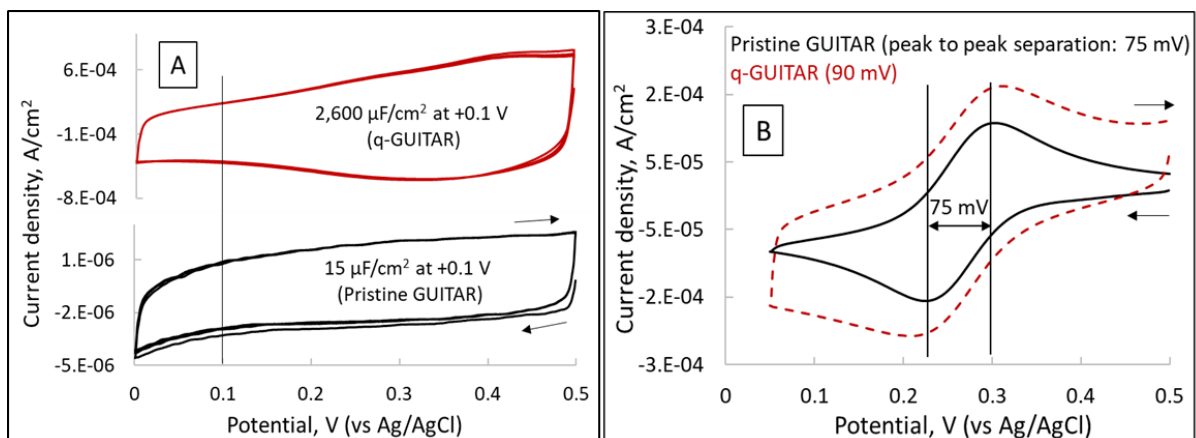 A
6.E-04
-1.E-04
-8.E-04
2,600 µF/cm² at +0.1 V
(q-GUITAR)
1.E-06
-2.E-06
-5.E-06
15 µF/cm² at +0.1 V
(Pristine GUITAR)
Current density, A/cm²
0 0.1 0.2 0.3 0.4 0.5
Potential, V (vs Ag/AgCl)
B
3.E-04
2.E-04
5.E-05
-5.E-05
-2.E-04
-3.E-04
Pristine GUITAR (peak to peak separation: 75 mV)
q-GUITAR (90 mV)
75 mV
Current density, A/cm²
0 0.1 0.2 0.3 0.4 0.5
Potential, V (vs Ag/AgCl)